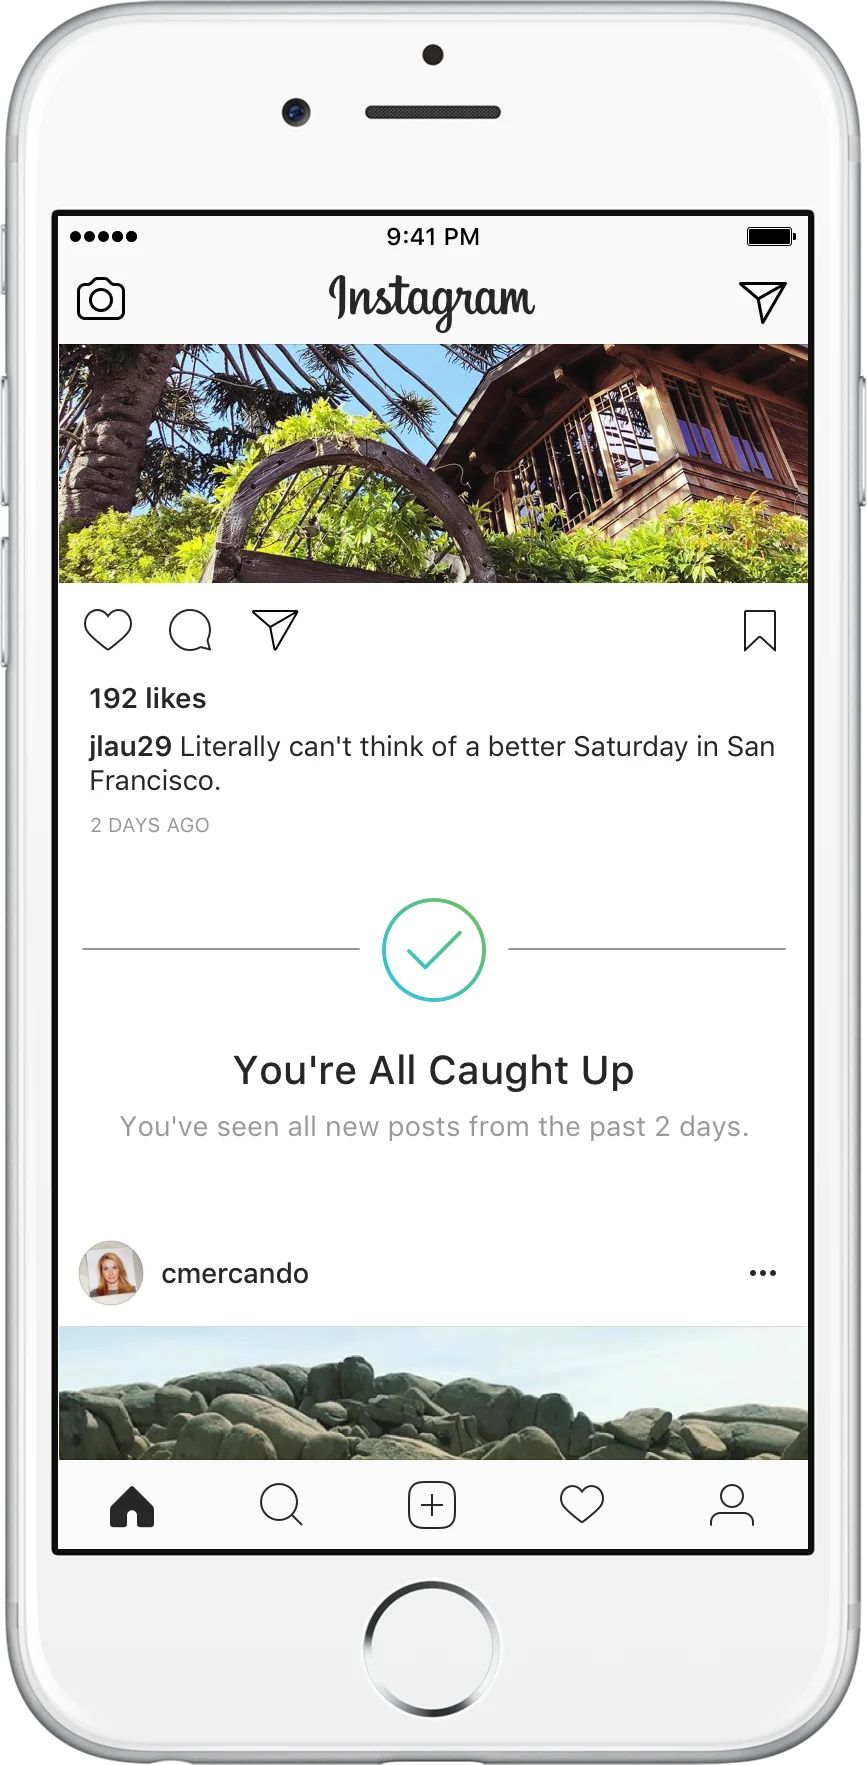 9:41 PM
Instagram
192 likes
jlau29 Literally can't think of a better Saturday in San
Francisco.
2 DAYS AGO
You're All Caught Up
You've seen all new posts from the past 2 days.
cmercando